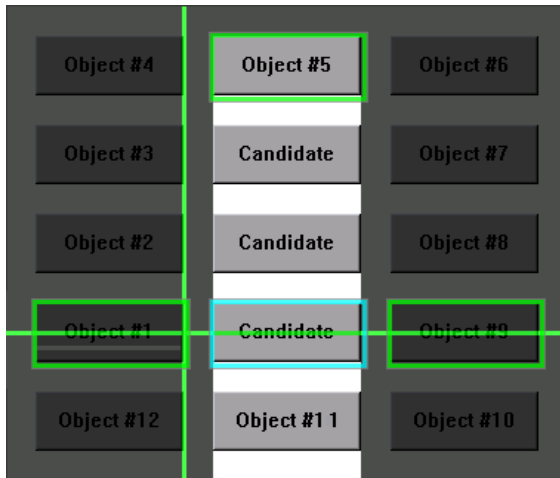 Object #4 Object #5 Object #6
Object #3 Candidate Object #7
Object #2 Candidate Object #8
Object #1 Candidate Object #9
Object #12 Object #11 Object #10